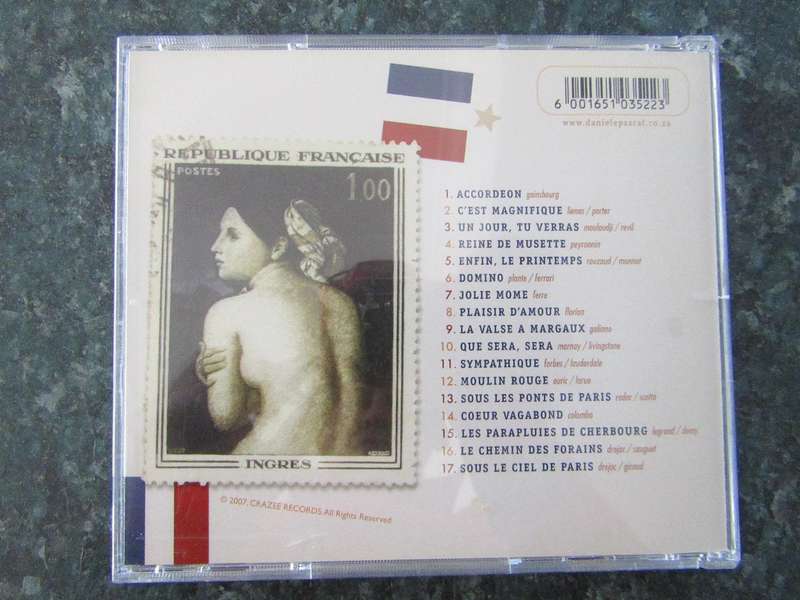 6 001651 035223
www.danielepascal.co.za
REPUBLIQUE FRANÇAISE
POSTES
1.00
INGRES
1. ACCORDEON gainsbourg
2. C'EST MAGNIFIQUE lienas / porter
3. UN JOUR, TU VERRAS mouloudji / revil
4. REINE DE MUSETTE peyronnin
5. ENFIN, LE PRINTEMPS rouzaud / monnot
6. DOMINO plante / ferrari
7. JOLIE MOME ferre
8. PLAISIR D'AMOUR florian
9. LA VALSE A MARGAUX galiano
10. QUE SERA, SERA marnay / livingstone
11. SYMPATHIQUE forbes / lauderdale
12. MOULIN ROUGE auric / larue
13. SOUS LES PONTS DE PARIS rodor / scotto
14. COEUR VAGABOND colombo
15. LES PARAPLUIES DE CHERBOURG legrand / demy
16. LE CHEMIN DES FORAINS drejac / sauguet
17. SOUS LE CIEL DE PARIS drejac / giraud
© 2007. CRAZEE RECORDS. All Rights Reserved